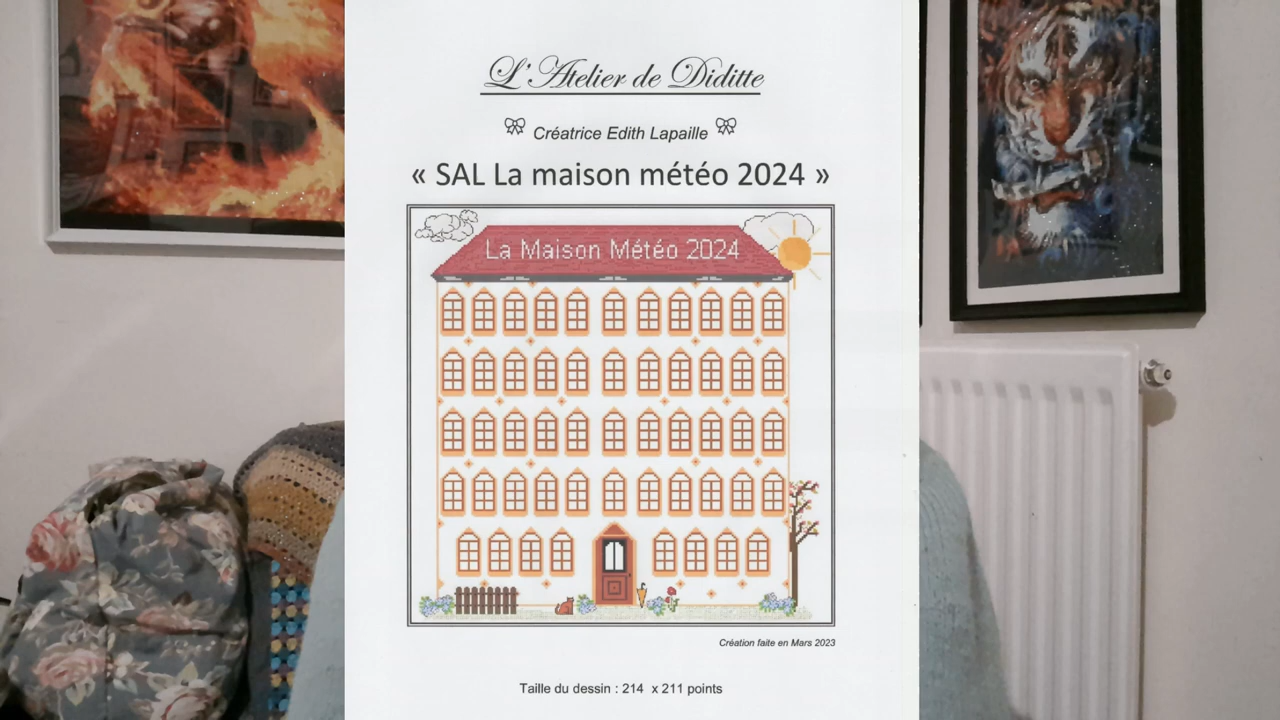 L'Atelier de Diditte
Créatrice Edith Lapaille
« SAL La maison météo 2024 »
La Maison Météo 2024
Création faite en Mars 2023
Taille du dessin : 214 x 211 points